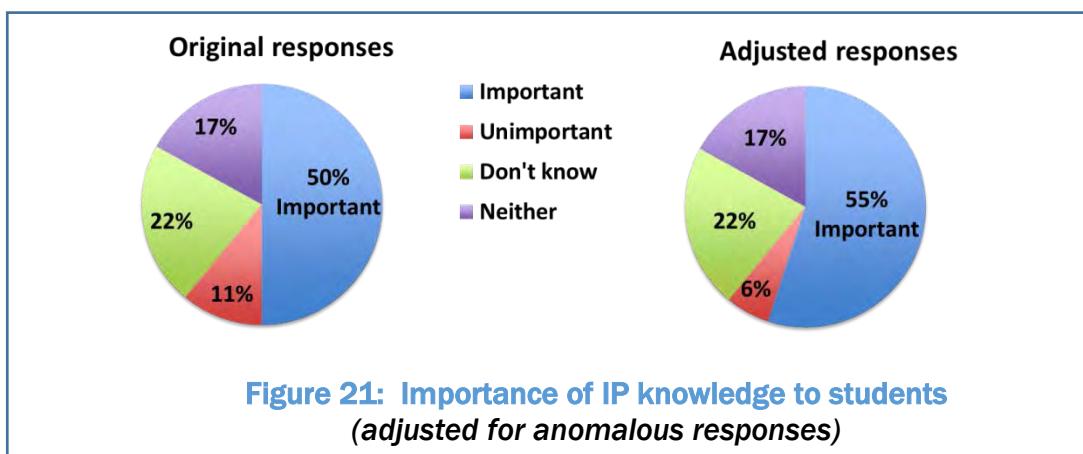 Original responses
Adjusted responses
Important
Unimportant
Don't know
Neither
17%
50%
Important
22%
11%
17%
55%
Important
22%
6%
Figure 21: Importance of IP knowledge to students
(adjusted for anomalous responses)